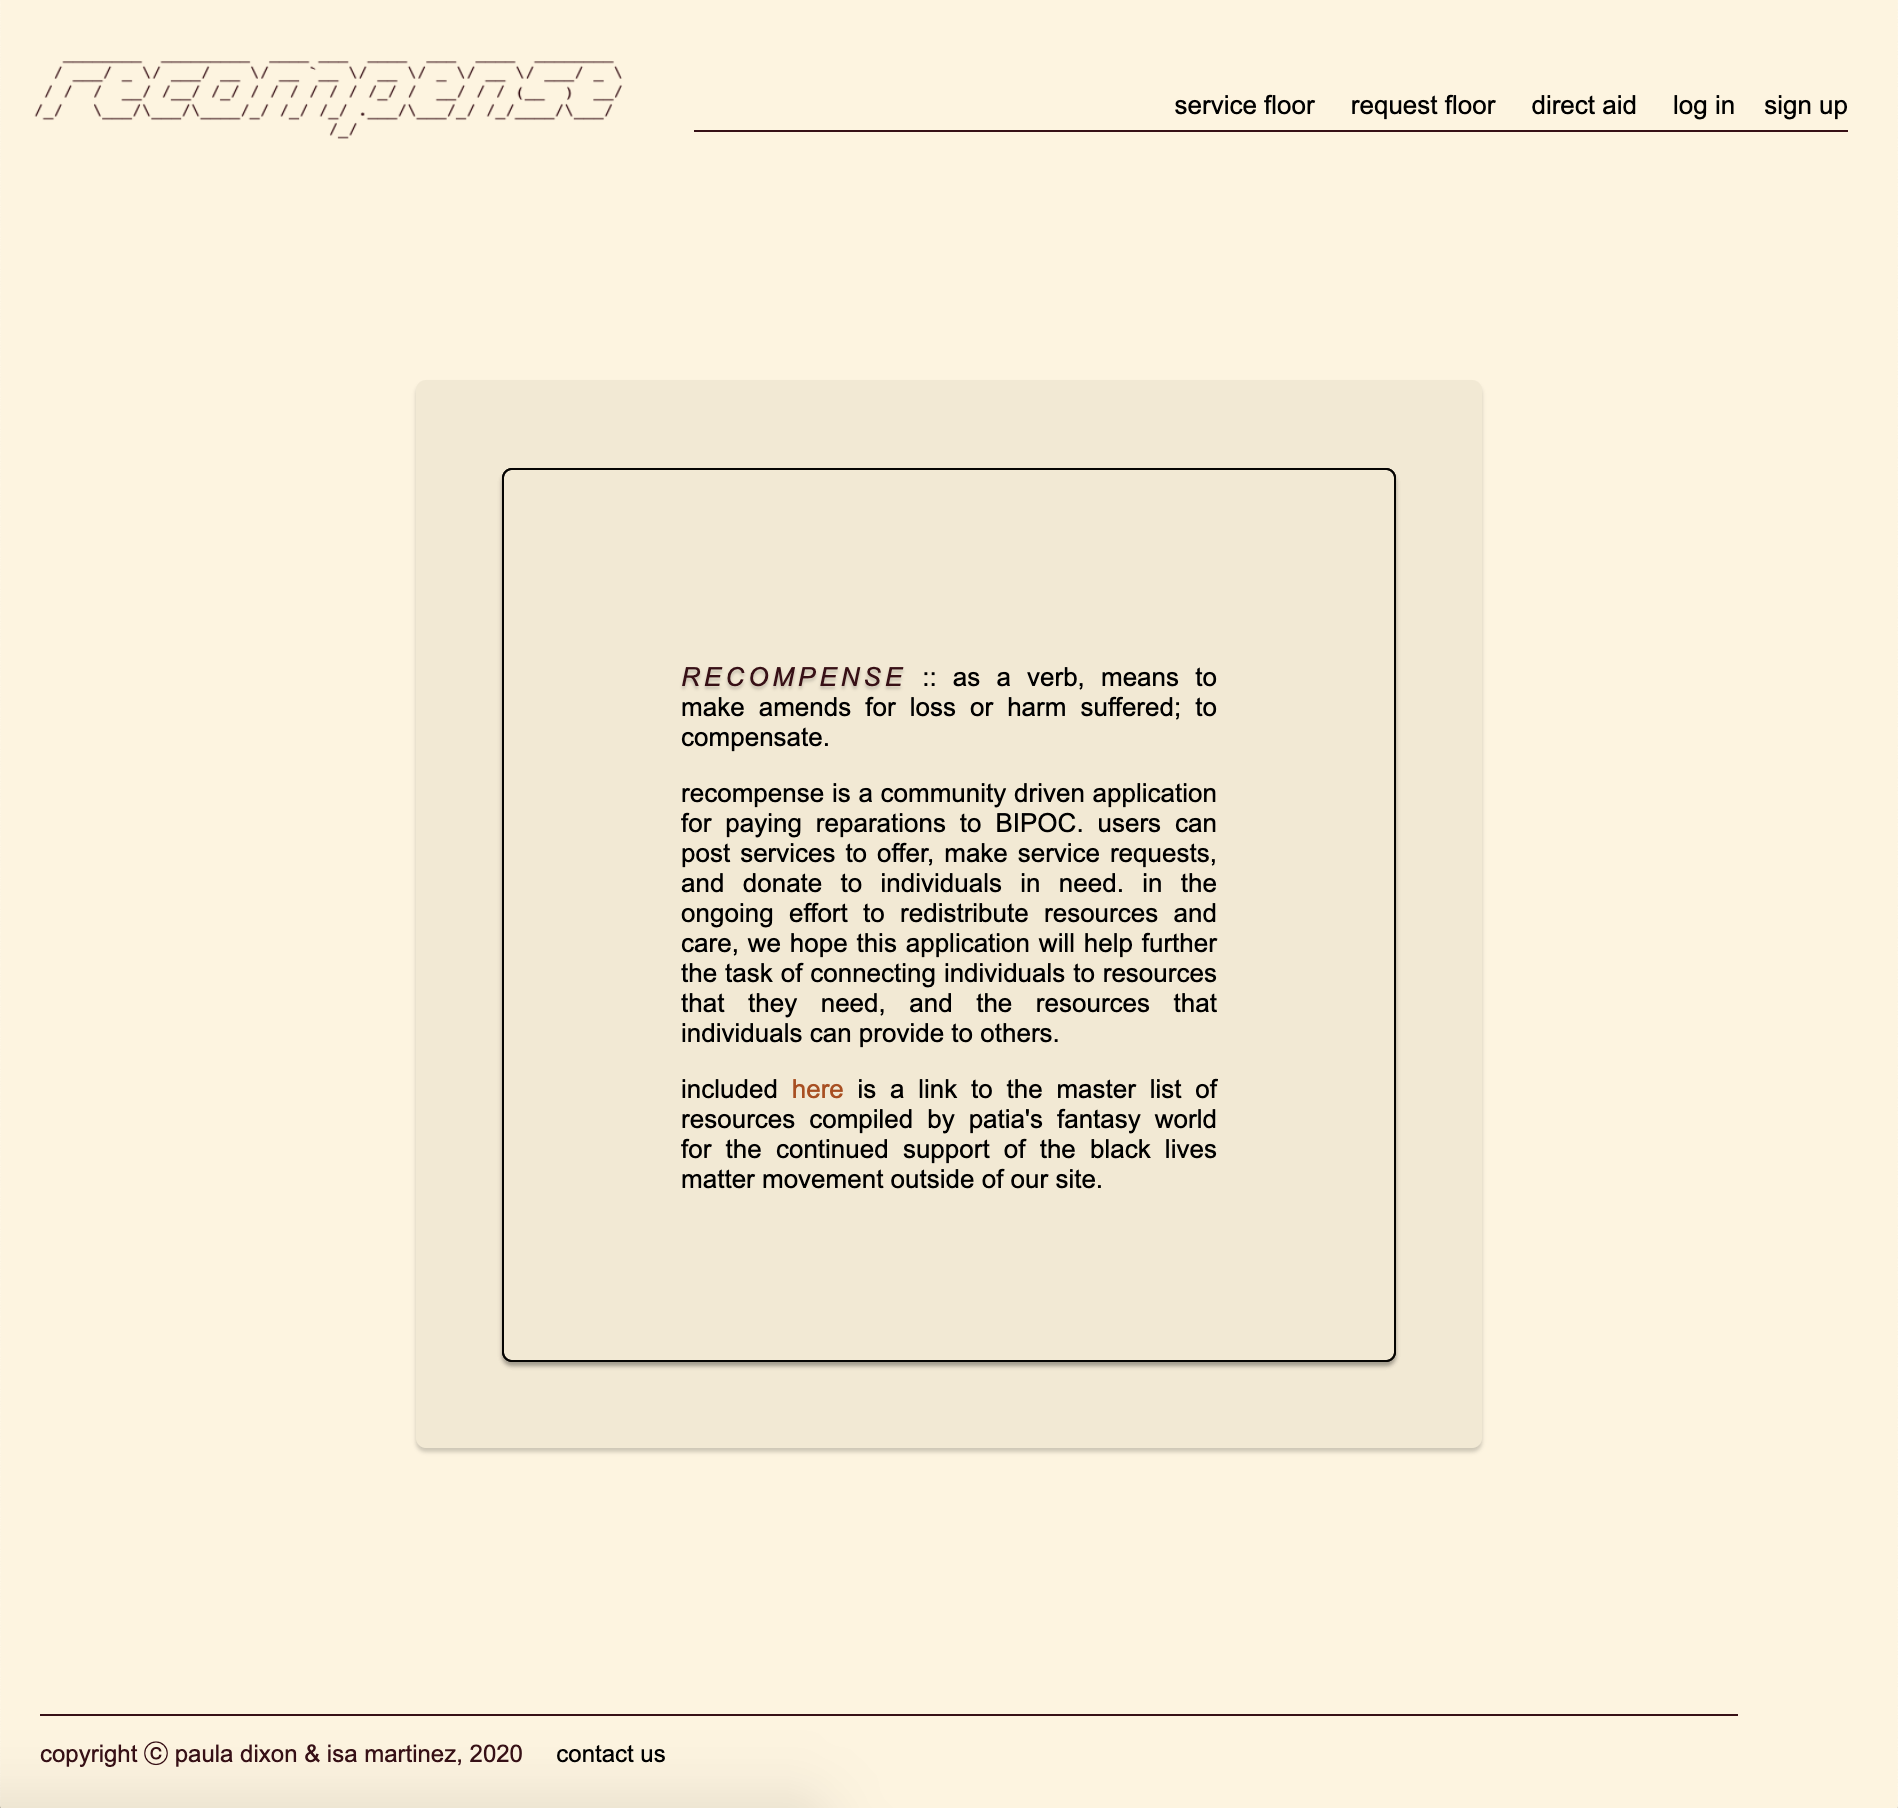 recompense
service floor request floor direct aid log in sign up
RECOMPENSE :: as a verb, means to
make amends for loss or harm suffered; to
compensate.
recompense is a community driven application
for paying reparations to BIPOC. users can
post services to offer, make service requests,
and donate to individuals in need. in the
ongoing effort to redistribute resources and
care, we hope this application will help further
the task of connecting individuals to resources
that they need, and the resources that
individuals can provide to others.
included here is a link to the master list of
resources compiled by patia's fantasy world
for the continued support of the black lives
matter movement outside of our site.
copyright ⓒ paula dixon & isa martinez, 2020 contact us